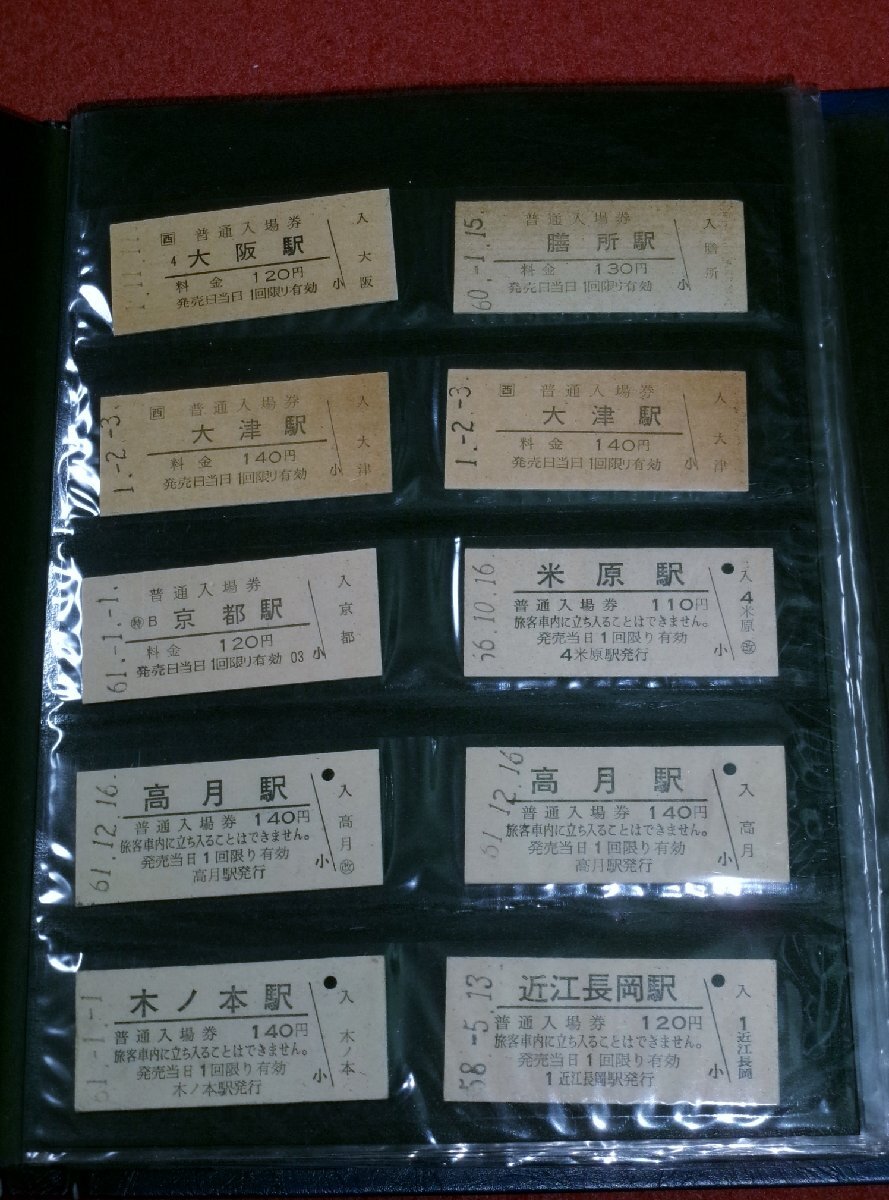 西 普通入場券
4 大阪駅
料金 120円
発売日当日1回限り有効 小
入 大阪
60.-1.15.
普通入場券
膳所駅
料金 130円
発売日当日1回限り有効 小
入 膳所
1.-2.-3.
西 普通入場券
大津駅
料金 140円
発売日当日1回限り有効 小
入 大津
1.-2.-3.
西 普通入場券
大津駅
料金 140円
発売日当日1回限り有効 小
入 大津
61.-1.-1.
普通入場券
B 京都駅
料金 120円
発売日当日1回限り有効 03 小
入 京都
56.10.16.
米原駅
普通入場券 110円
旅客車内に立ち入ることはできません。
発売当日1回限り有効
4米原駅発行 小
入 4 米原
61.12.16.
高月駅
普通入場券 140円
旅客車内に立ち入ることはできません。
発売当日1回限り有効
高月駅発行 小
入 高月
61.12.16
高月駅
普通入場券 140円
旅客車内に立ち入ることはできません。
発売当日1回限り有効
高月駅発行 小
入 高月
61.-1.-1
木ノ本駅
普通入場券 140円
旅客車内に立ち入ることはできません。
発売当日1回限り有効
木ノ本駅発行 小
入 木ノ本
58.-5.13
近江長岡駅
普通入場券 120円
旅客車内に立ち入ることはできません。
発売当日1回限り有効
1近江長岡駅発行 小
入 1 近江長岡